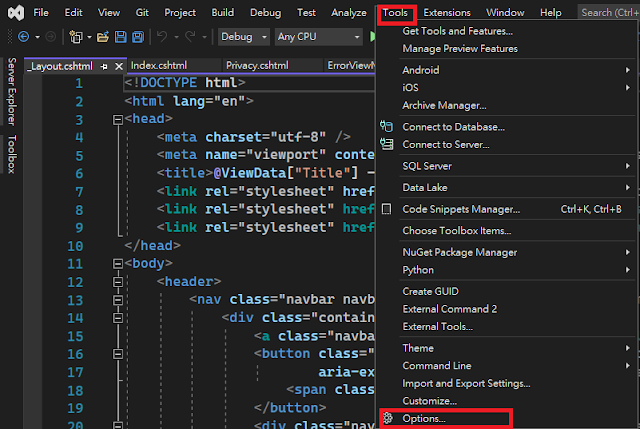 File Edit View Git Project Build Debug Test Analyze Tools Extensions Window Help Search (Ctrl+
Debug Any CPU
Server Explorer
Toolbox
_Layout.cshtml Index.cshtml Privacy.cshtml ErrorViewM
1 <!DOCTYPE html>
2 <html lang="en">
3 <head>
4 <meta charset="utf-8" />
5 <meta name="viewport" conte
6 <title>@ViewData["Title"] -
7 <link rel="stylesheet" href
8 <link rel="stylesheet" href
9 <link rel="stylesheet" href
10 </head>
11 <body>
12 <header>
13 <nav class="navbar navb
14 <div class="contain
15 <a class="navba
16 <button class="
17 aria-ex
18 <span class
19 </button>
20 <div class="nav
Get Tools and Features...
Manage Preview Features
Android
iOS
Archive Manager...
Connect to Database...
Connect to Server...
SQL Server
Data Lake
Code Snippets Manager... Ctrl+K, Ctrl+B
Choose Toolbox Items...
NuGet Package Manager
Python
Create GUID
External Command 2
External Tools...
Theme
Command Line
Import and Export Settings...
Customize...
Options...